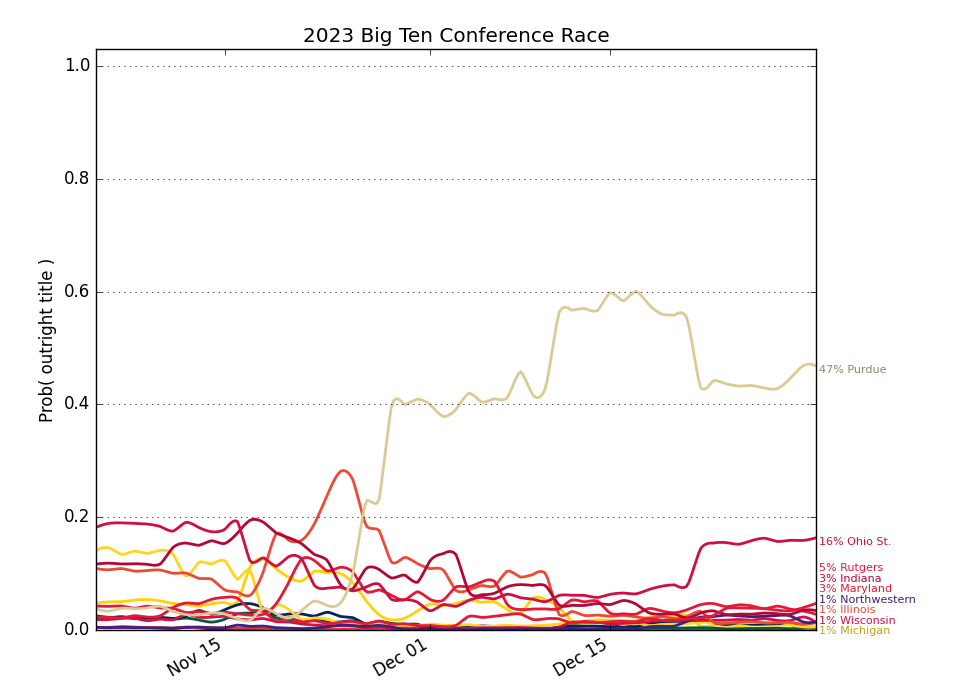 2023 Big Ten Conference Race
Prob( outright title )
1.0
0.8
0.6
0.4
0.2
0.0
Nov 15
Dec 01
Dec 15
47% Purdue
16% Ohio St.
5% Rutgers
3% Indiana
3% Maryland
1% Northwestern
1% Illinois
1% Wisconsin
1% Michigan